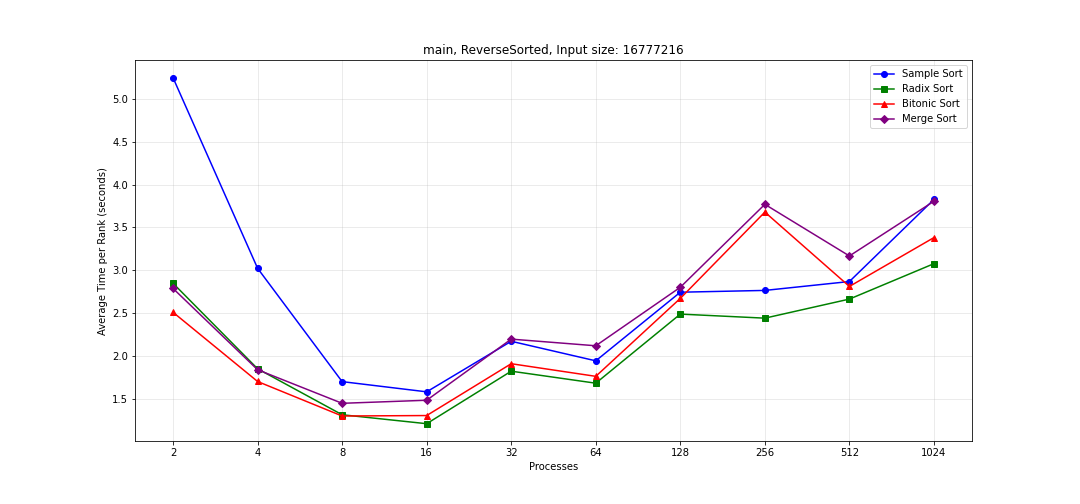 main, ReverseSorted, Input size: 16777216
Sample Sort
Radix Sort
Bitonic Sort
Merge Sort
Average Time per Rank (seconds)
5.0
4.5
4.0
3.5
3.0
2.5
2.0
1.5
2 4 8 16 32 64 128 256 512 1024
Processes